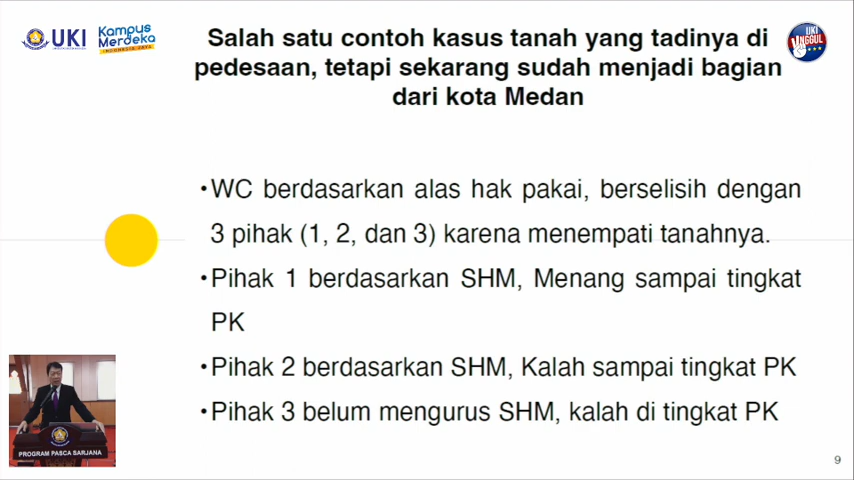 UKI
Kampus
Merdeka
INDONESIA JAYA
UKI
UNGGUL
Salah satu contoh kasus tanah yang tadinya di
pedesaan, tetapi sekarang sudah menjadi bagian
dari kota Medan
•WC berdasarkan alas hak pakai, berselisih dengan
3 pihak (1, 2, dan 3) karena menempati tanahnya.
•Pihak 1 berdasarkan SHM, Menang sampai tingkat
PK
•Pihak 2 berdasarkan SHM, Kalah sampai tingkat PK
•Pihak 3 belum mengurus SHM, kalah di tingkat PK
PROGRAM PASCA SARJANA
9